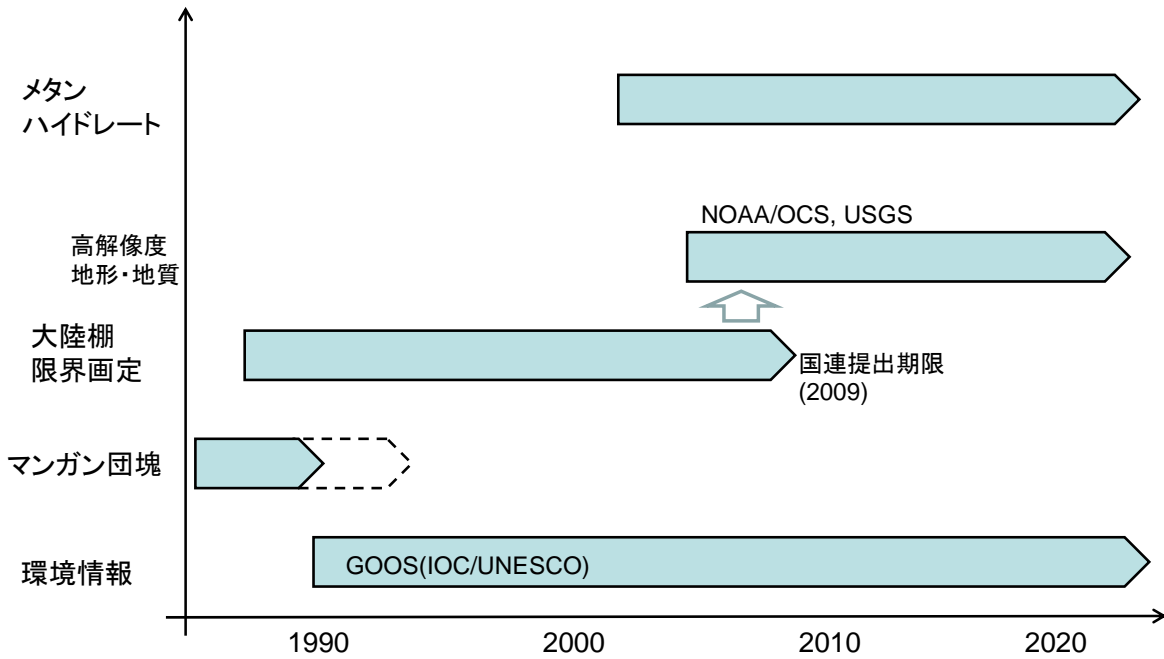 メタン
ハイドレート
NOAA/OCS, USGS
高解像度
地形・地質
大陸棚
限界画定
国連提出期限
(2009)
マンガン団塊
環境情報
GOOS(IOC/UNESCO)
1990
2000
2010
2020